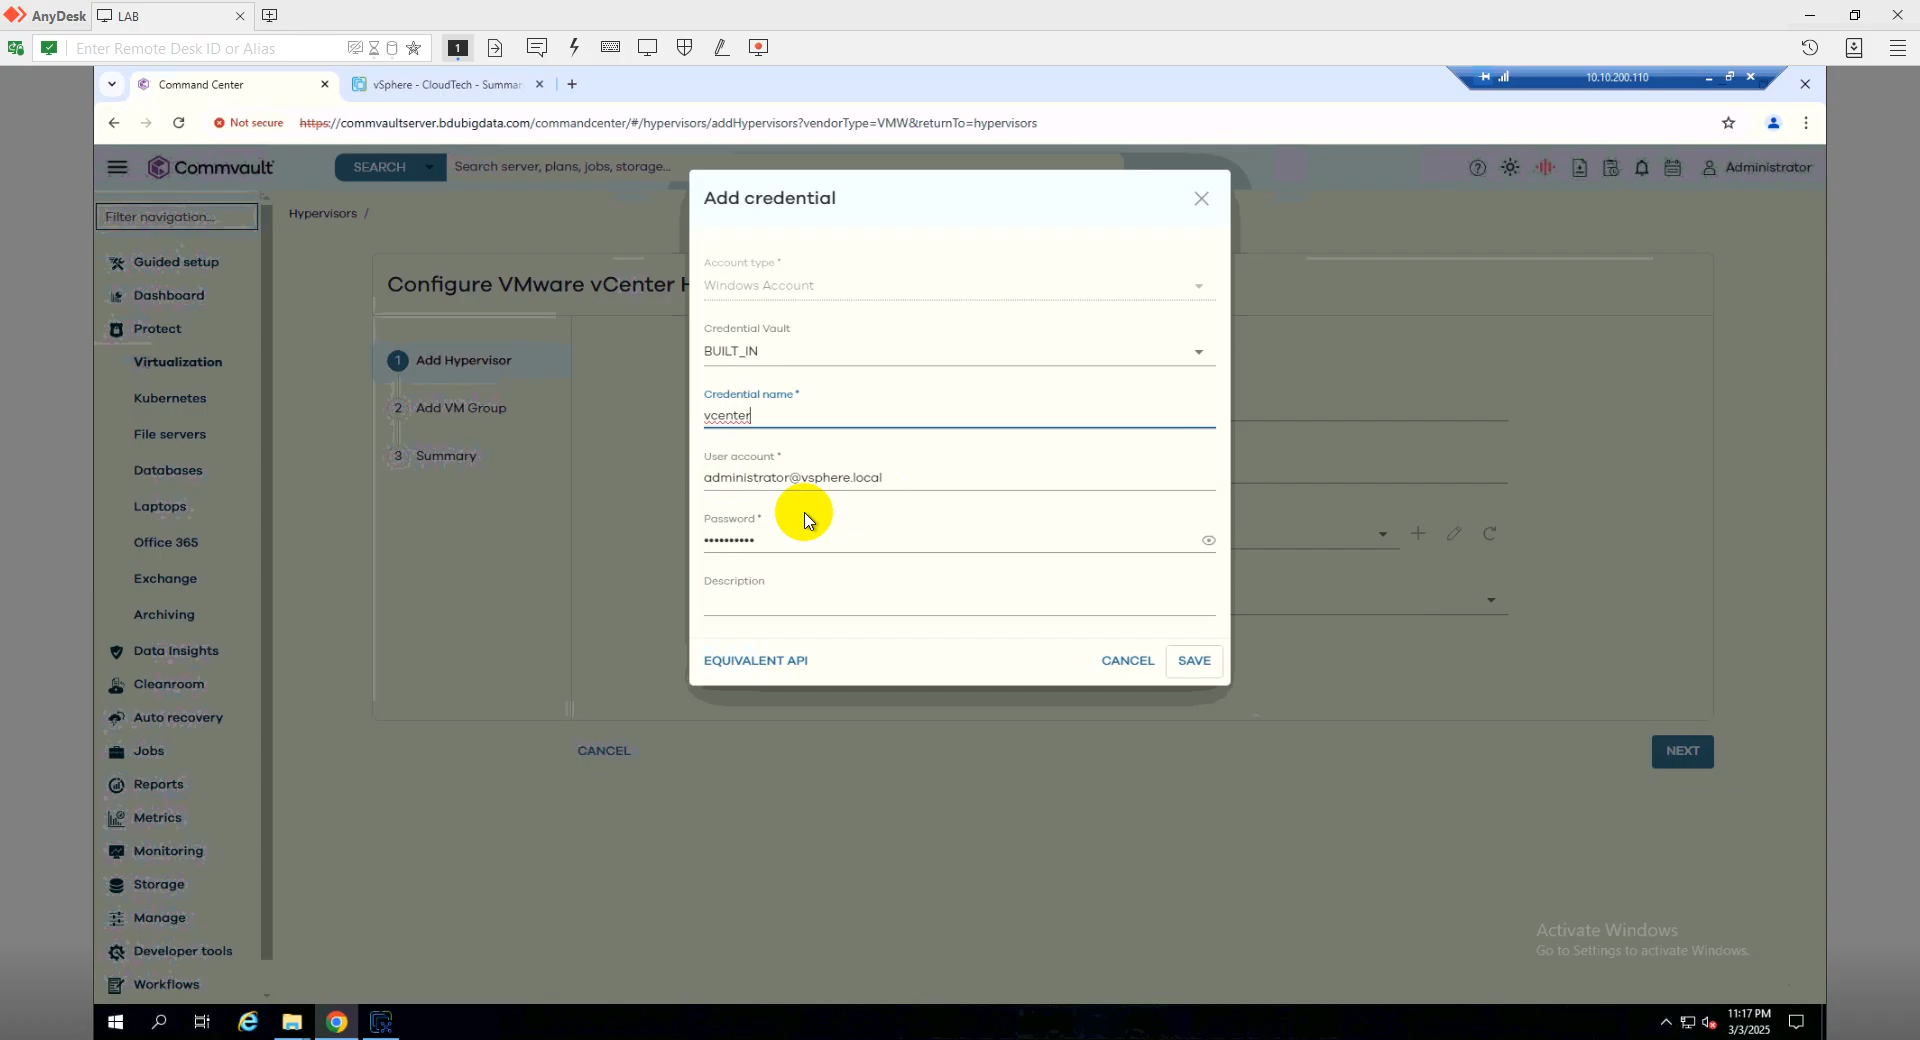 AnyDesk
LAB
Enter Remote Desk ID or Alias
1
Command Center
vSphere - CloudTech - Summar
10.10.200.110
Not secure
https://commvaultserver.bdubigdata.com/commandcenter/#/hypervisors/addHypervisors?vendorType=VMW&returnTo=hypervisors
Commvault
SEARCH
Search server, plans, jobs, storage...
Administrator
Filter navigation...
Guided setup
Dashboard
Protect
Virtualization
Kubernetes
File servers
Databases
Laptops
Office 365
Exchange
Archiving
Data Insights
Cleanroom
Auto recovery
Jobs
Reports
Metrics
Monitoring
Storage
Manage
Developer tools
Workflows
Hypervisors /
Configure VMware vCenter H
1 Add Hypervisor
2 Add VM Group
3 Summary
CANCEL
NEXT
Add credential
Account type *
Windows Account
Credential Vault
BUILT_IN
Credential name *
vcenter
User account *
administrator@vsphere.local
Password *
••••••••••
Description
EQUIVALENT API
CANCEL
SAVE
Activate Windows
Go to Settings to activate Windows.
11:17 PM
3/3/2025